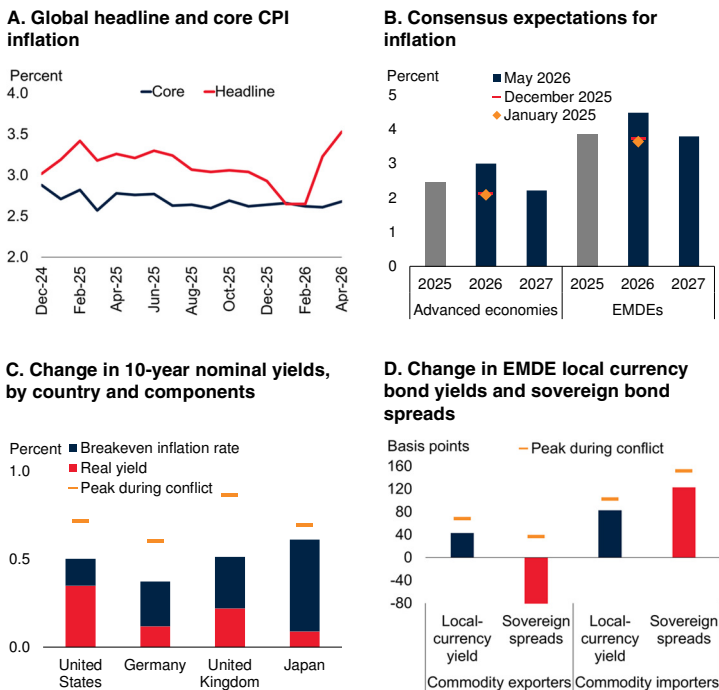 A. Global headline and core CPI
inflation
Percent
4.0
3.5
3.0
2.5
2.0
Core
Headline
Dec-24
Feb-25
Apr-25
Jun-25
Aug-25
Oct-25
Dec-25
Feb-26
Apr-26
B. Consensus expectations for
inflation
Percent
5
4
3
2
1
0
May 2026
December 2025
January 2025
2025 2026 2027 2025 2026 2027
Advanced economies EMDEs
C. Change in 10-year nominal yields,
by country and components
Percent
1.0
0.5
0.0
Breakeven inflation rate
Real yield
Peak during conflict
United
States
Germany
United
Kingdom
Japan
D. Change in EMDE local currency
bond yields and sovereign bond
spreads
Basis points
160
120
80
40
0
-40
-80
Peak during conflict
Local-
currency
yield
Sovereign
spreads
Local-
currency
yield
Sovereign
spreads
Commodity exporters Commodity importers